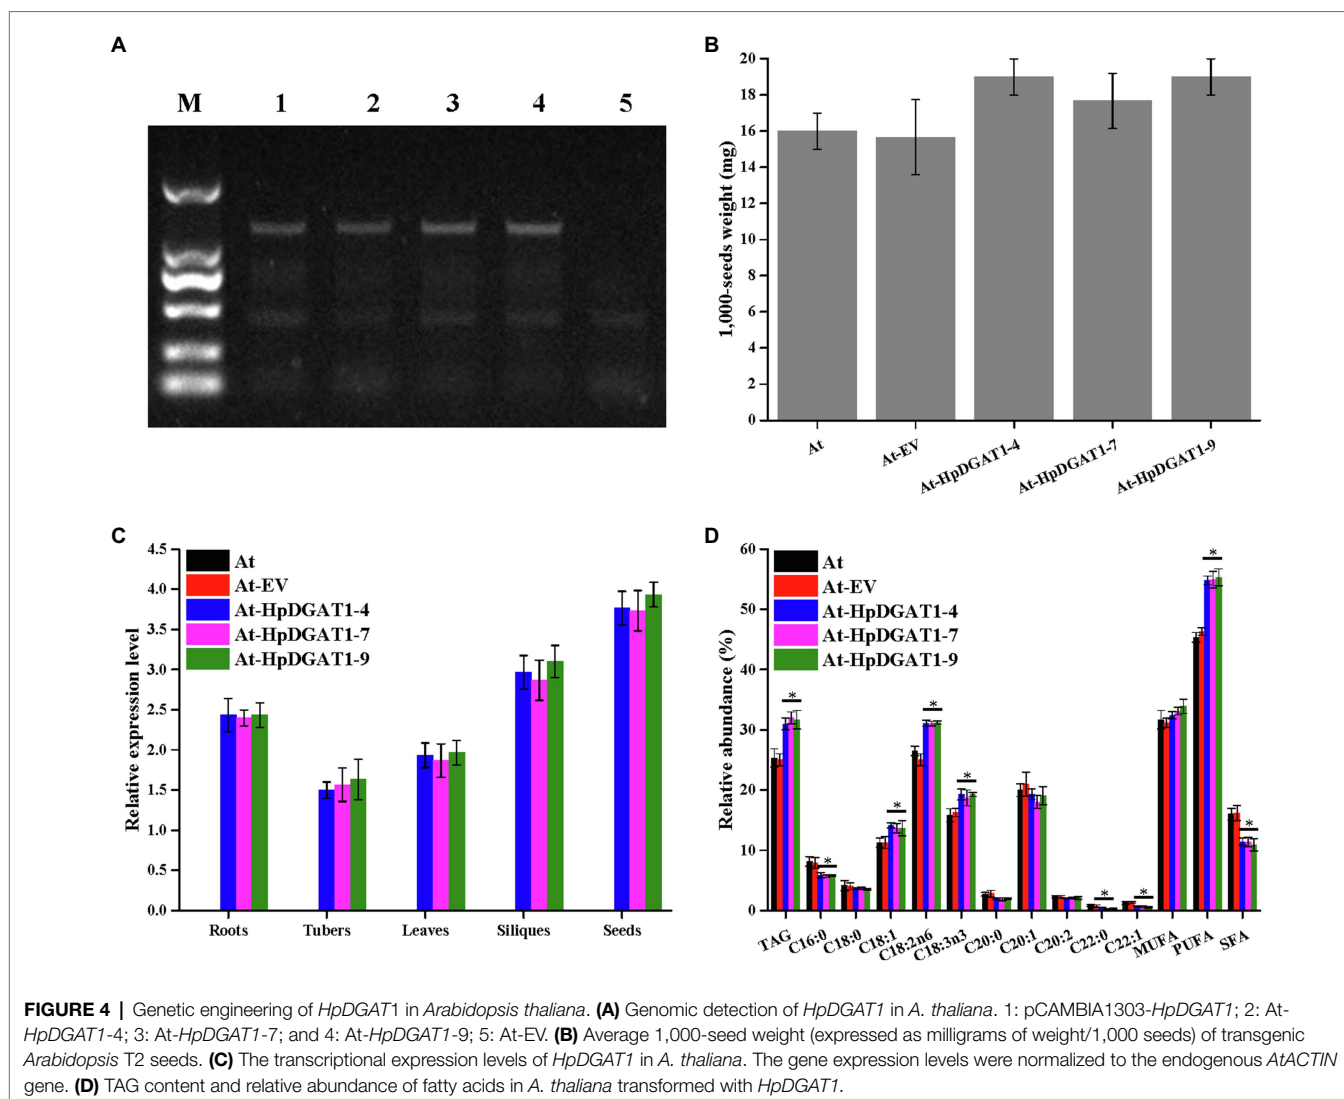 A
M 1 2 3 4 5
B
20
18
16
14
12
10
8
6
4
2
0
1,000-seeds weight (mg)
At
At-EV
At-HpDGAT1-4
At-HpDGAT1-7
At-HpDGAT1-9
C
4.5
4.0
3.5
3.0
2.5
2.0
1.5
1.0
0.5
0.0
Relative expression level
At
At-EV
At-HpDGAT1-4
At-HpDGAT1-7
At-HpDGAT1-9
Roots
Tubers
Leaves
Siliques
Seeds
D
60
50
40
30
20
10
0
Relative abundance (%)
At
At-EV
At-HpDGAT1-4
At-HpDGAT1-7
At-HpDGAT1-9
* * * * * * * * *
TAG
C16:0
C18:0
C18:1
C18:2n6
C18:3n3
C20:0
C20:1
C20:2
C22:0
C22:1
MUFA
PUFA
SFA
FIGURE 4 | Genetic engineering of HpDGAT1 in Arabidopsis thaliana. (A) Genomic detection of HpDGAT1 in A. thaliana. 1: pCAMBIA1303-HpDGAT1; 2: At-
HpDGAT1-4; 3: At-HpDGAT1-7; and 4: At-HpDGAT1-9; 5: At-EV. (B) Average 1,000-seed weight (expressed as milligrams of weight/1,000 seeds) of transgenic
Arabidopsis T2 seeds. (C) The transcriptional expression levels of HpDGAT1 in A. thaliana. The gene expression levels were normalized to the endogenous AtACTIN
gene. (D) TAG content and relative abundance of fatty acids in A. thaliana transformed with HpDGAT1.